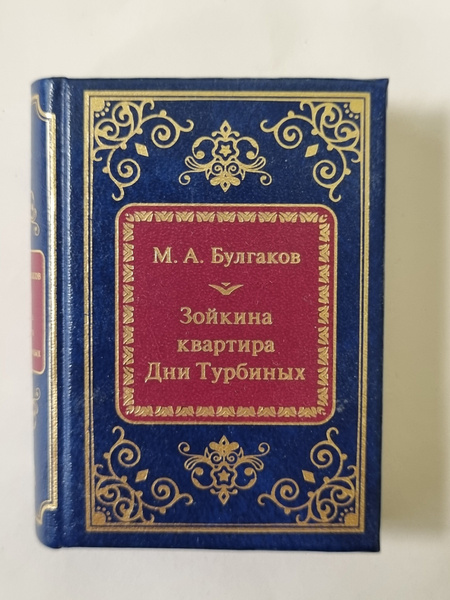 М. А. Булгаков
Зойкина
квартира
Дни Турбиных